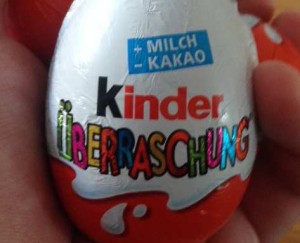 + MILCH
- KAKAO
kinder
ÜBERRASCHUNG